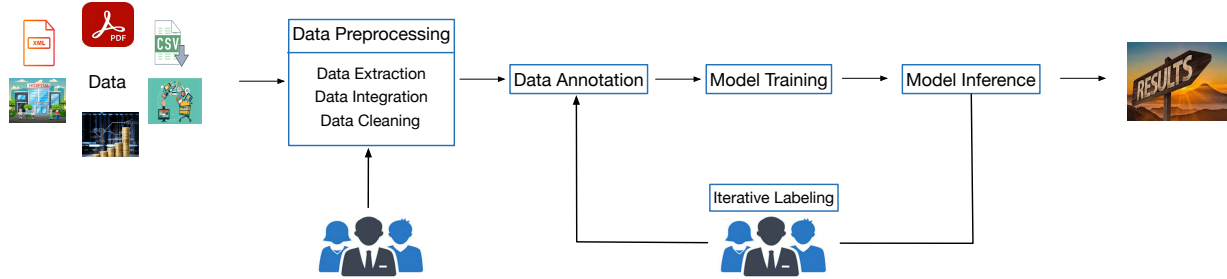 XML
PDF
CSV
Data
HOSPITAL
Data Preprocessing
Data Extraction
Data Integration
Data Cleaning
Data Annotation
Model Training
Model Inference
RESULTS
Iterative Labeling